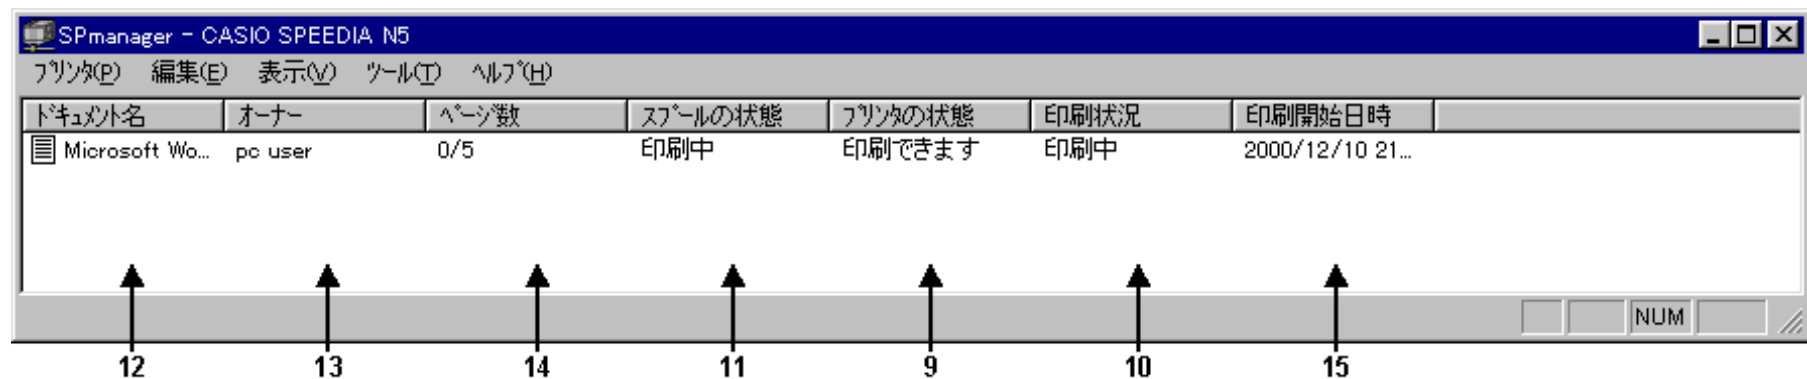 SPmanager - CASIO SPEEDIA N5
プリンタ(P) 編集(E) 表示(V) ツール(T) ヘルプ(H)
ドキュメント名 オーナー ページ数 スプールの状態 プリンタの状態 印刷状況 印刷開始日時
Microsoft Wo... pc user 0/5 印刷中 印刷できます 印刷中 2000/12/10 21...
NUM
12 13 14 11 9 10 15